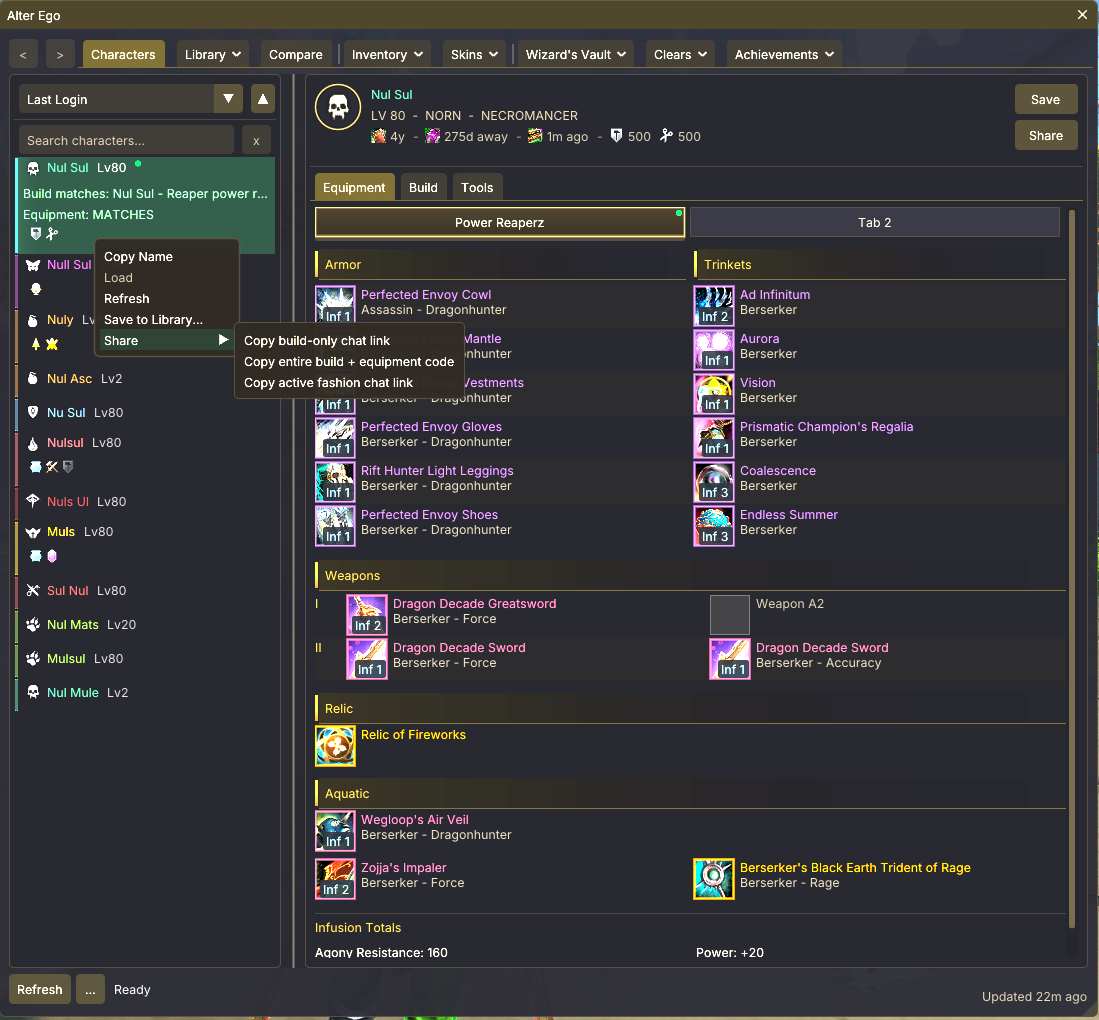 Alter Ego
< > Characters Library Compare Inventory Skins Wizard's Vault Clears Achievements
Last Login
Search characters... x
Nul Sul Lv80
Build matches: Nul Sul - Reaper power r...
Equipment: MATCHES
Null Sul
Nuly Lv
Nul Asc Lv2
Nu Sul Lv80
Nulsul Lv80
Nuls Ul Lv80
Muls Lv80
Sul Nul Lv80
Nul Mats Lv20
Mulsul Lv80
Nul Mule Lv2
Copy Name
Load
Refresh
Save to Library...
Share
Copy build-only chat link
Copy entire build + equipment code
Copy active fashion chat link
Nul Sul
LV 80 - NORN - NECROMANCER
4y - 275d away - 1m ago - 500 500
Save
Share
Equipment Build Tools
Power Reaperz Tab 2
Armor
Inf 1 Perfected Envoy Cowl
Assassin - Dragonhunter
Mantle
hunter
Vestments
Inf 1 Berserker - Dragonhunter
Perfected Envoy Gloves
Inf 1 Berserker - Dragonhunter
Rift Hunter Light Leggings
Inf 1 Berserker - Dragonhunter
Perfected Envoy Shoes
Inf 1 Berserker - Dragonhunter
Trinkets
Ad Infinitum
Inf 2 Berserker
Aurora
Inf 1 Berserker
Vision
Inf 1 Berserker
Prismatic Champion's Regalia
Inf 1 Berserker
Coalescence
Inf 3 Berserker
Endless Summer
Inf 3 Berserker
Weapons
I Dragon Decade Greatsword
Inf 2 Berserker - Force
Weapon A2
II Dragon Decade Sword
Inf 1 Berserker - Force
Dragon Decade Sword
Inf 1 Berserker - Accuracy
Relic
Relic of Fireworks
Aquatic
Wegloop's Air Veil
Inf 1 Berserker - Dragonhunter
Zojja's Impaler
Inf 2 Berserker - Force
Berserker's Black Earth Trident of Rage
Berserker - Rage
Infusion Totals
Agony Resistance: 160 Power: +20
Refresh ... Ready
Updated 22m ago